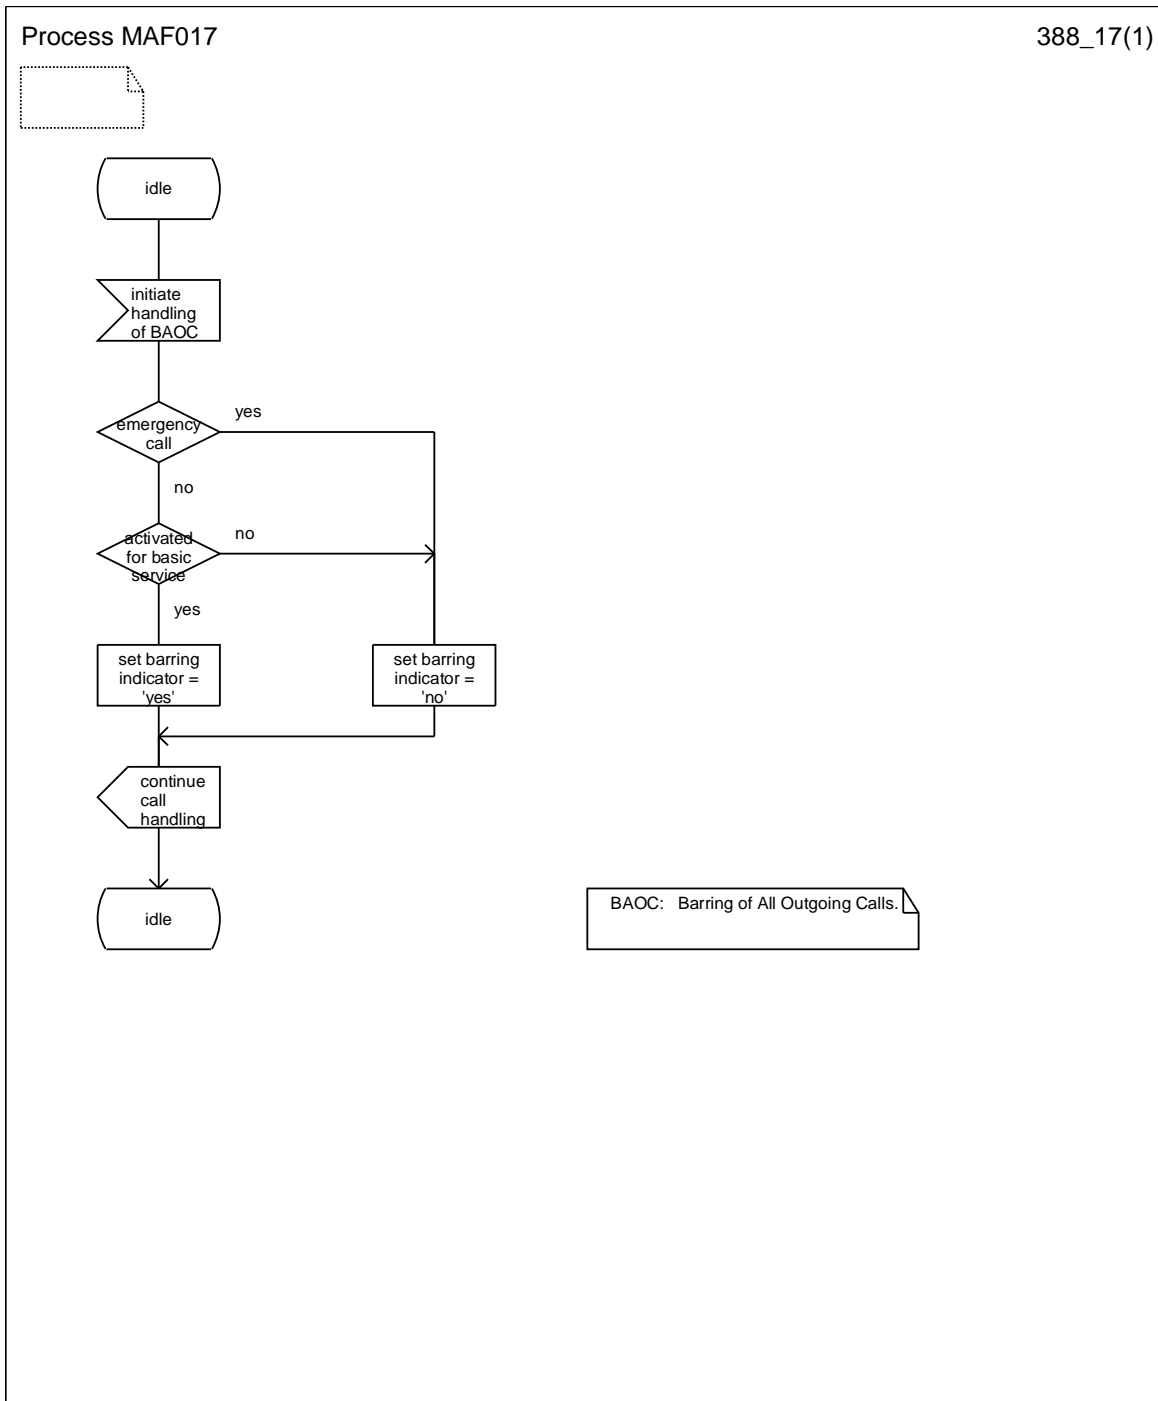 Process MAF017
388_17(1)
idle
initiate
handling
of BAOC
emergency
call
yes
no
activated
for basic
service
no
yes
set barring
indicator =
'yes'
set barring
indicator =
'no'
continue
call
handling
idle
BAOC: Barring of All Outgoing Calls.